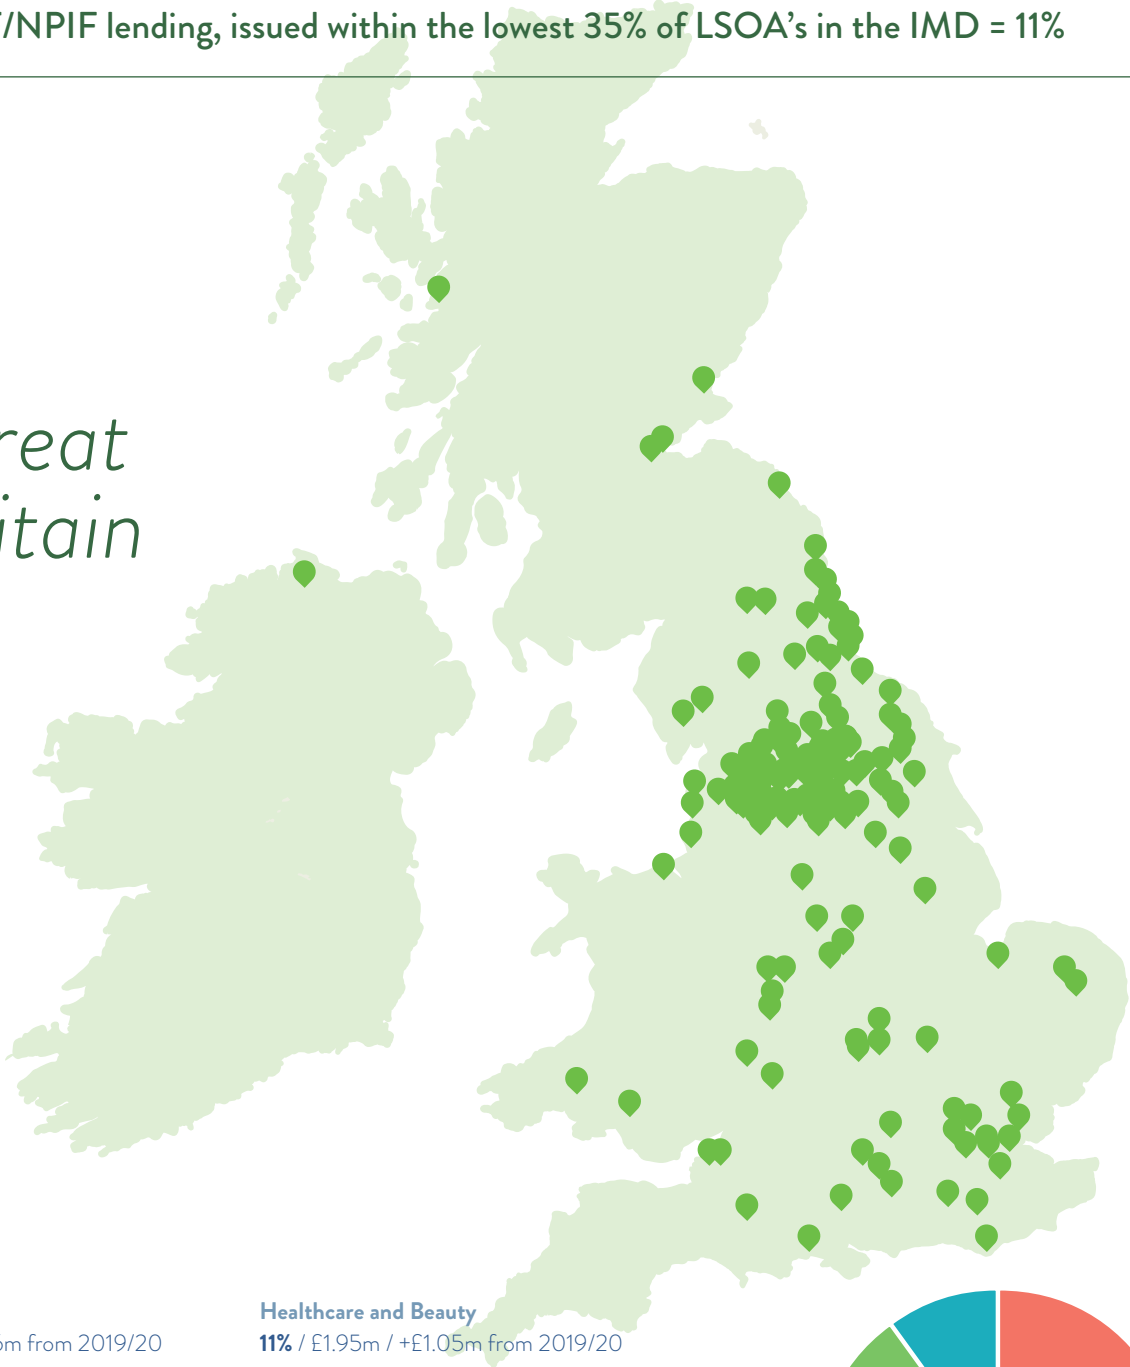 /NPIF lending, issued within the lowest 35% of LSOA’s in the IMD = 11%
reat
itain
Healthcare and Beauty
m from 2019/20
11% / £1.95m / +£1.05m from 2019/20